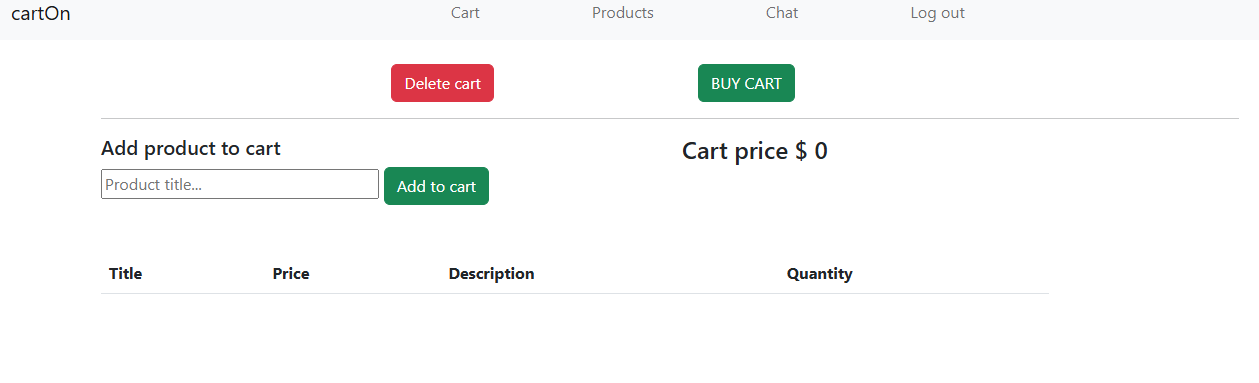 cartOn Cart Products Chat Log out
Delete cart BUY CART
Add product to cart Cart price $ 0
Product title... Add to cart
Title Price Description Quantity